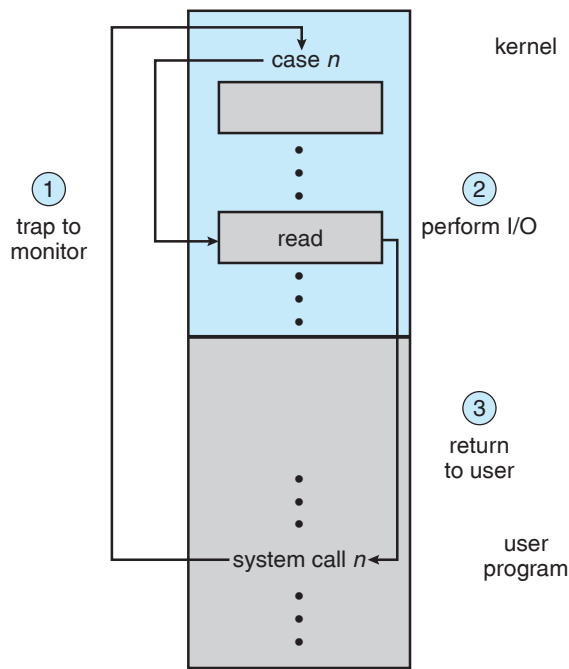 kernel
case n
1
trap to
monitor
2
perform I/O
read
3
return
to user
system call n
user
program